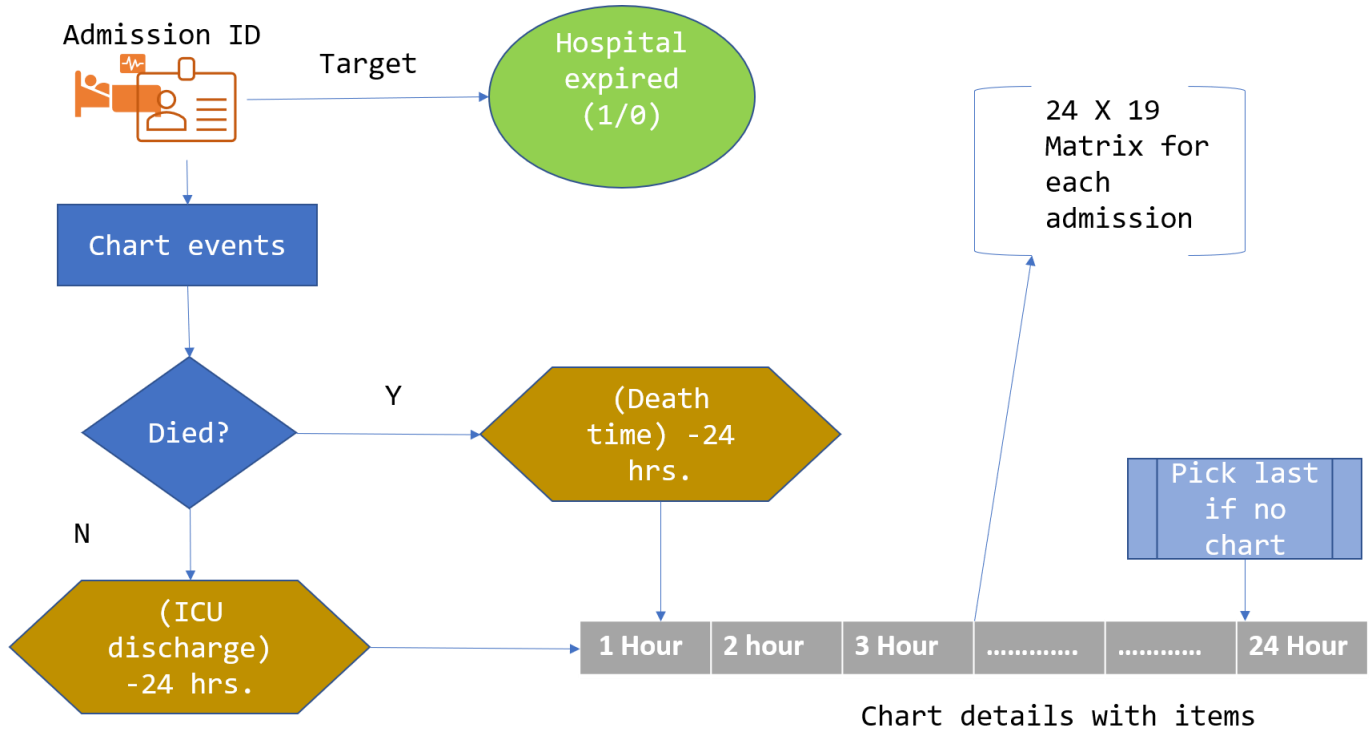 Admission ID
Target
Hospital
expired
(1/0)
24 X 19
Matrix for
each
admission
Chart events
Died?
Y
(Death
time) -24
hrs.
N
(ICU
discharge)
-24 hrs.
Pick last
if no
chart
1 Hour
2 hour
3 Hour
.............
............
24 Hour
Chart details with items